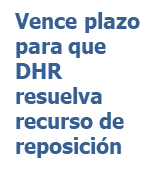 Vence plazo
para que
DHR
resuelva
recurso de
reposición